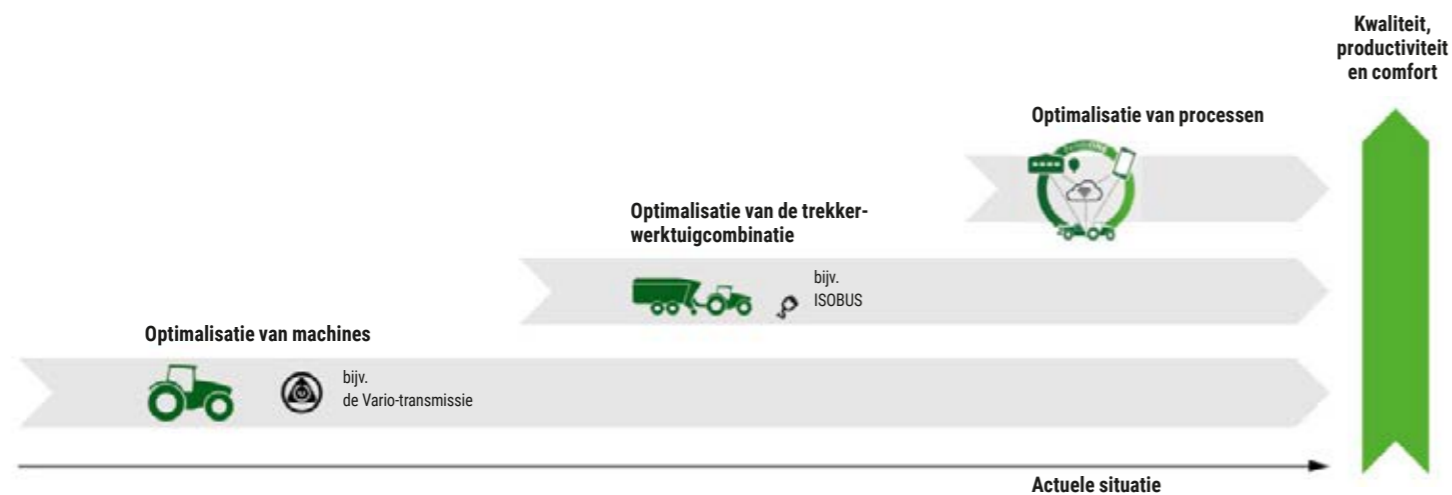 Kwaliteit,
productiviteit
en comfort
Optimalisatie van processen
Optimalisatie van de trekker-
werktuigcombinatie
bijv.
ISOBUS
Optimalisatie van machines
bijv.
de Vario-transmissie
Actuele situatie